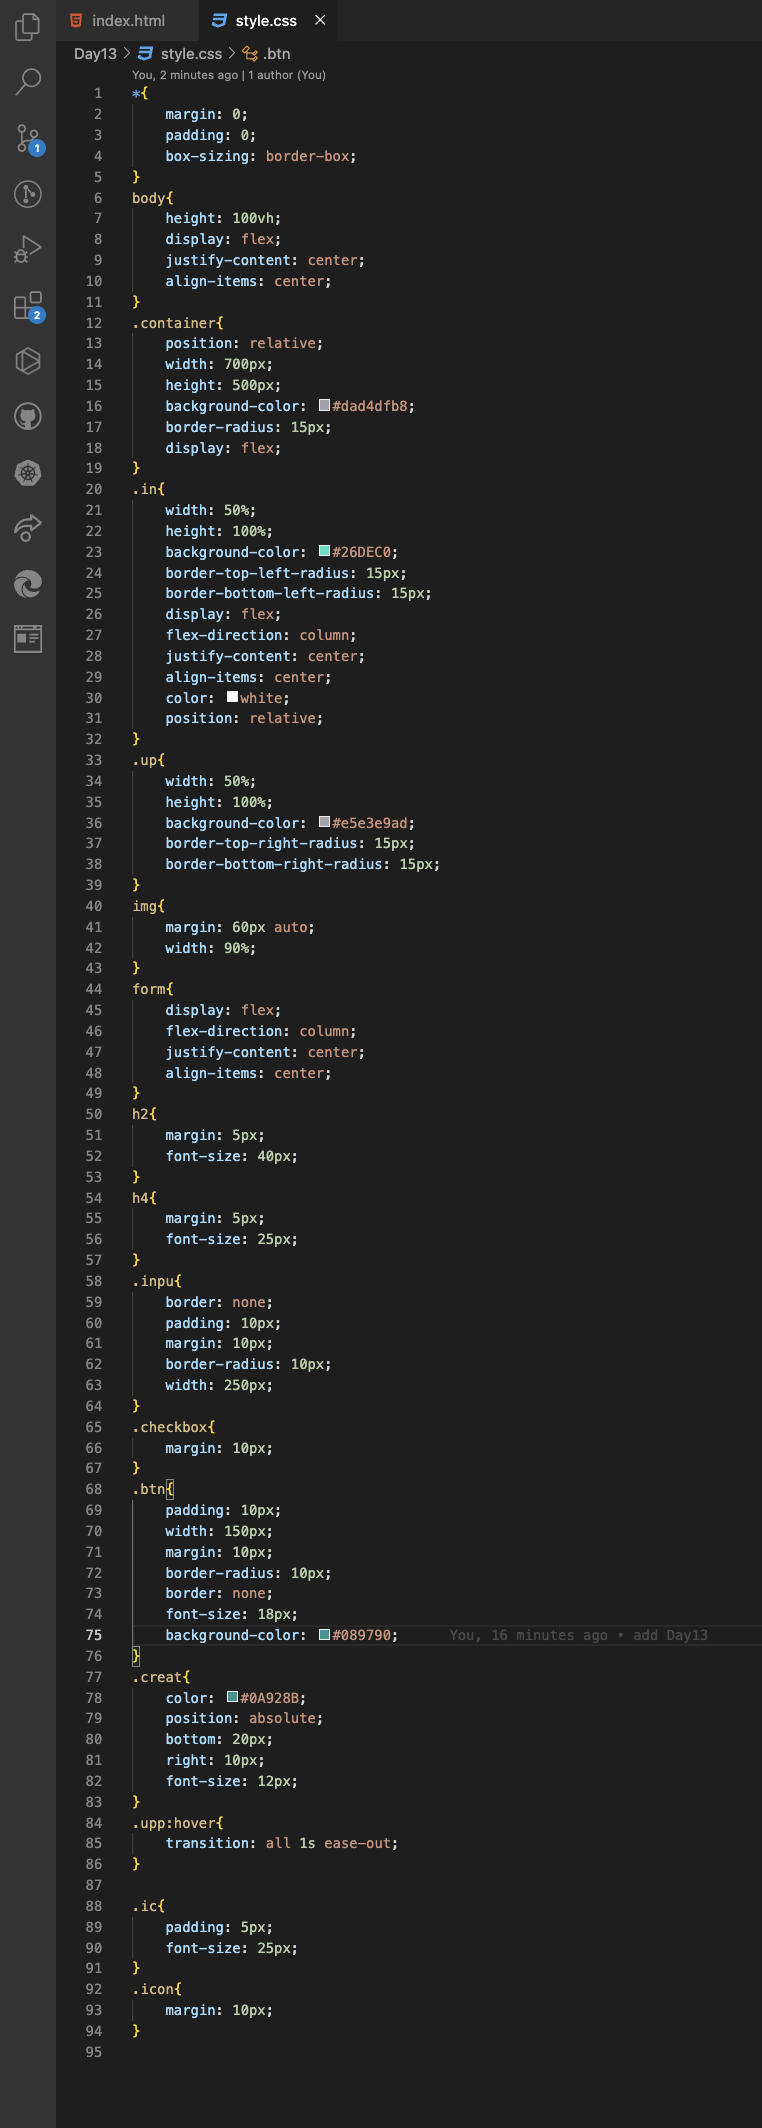 index.html
style.css
Day13 > style.css > .btn
You, 2 minutes ago | 1 author (You)
1 *{
2 margin: 0;
3 padding: 0;
4 box-sizing: border-box;
5 }
6 body{
7 height: 100vh;
8 display: flex;
9 justify-content: center;
10 align-items: center;
11 }
12 .container{
13 position: relative;
14 width: 700px;
15 height: 500px;
16 background-color: #dad4dfb8;
17 border-radius: 15px;
18 display: flex;
19 }
20 .in{
21 width: 50%;
22 height: 100%;
23 background-color: #26DEC0;
24 border-top-left-radius: 15px;
25 border-bottom-left-radius: 15px;
26 display: flex;
27 flex-direction: column;
28 justify-content: center;
29 align-items: center;
30 color: white;
31 position: relative;
32 }
33 .up{
34 width: 50%;
35 height: 100%;
36 background-color: #e5e3e9ad;
37 border-top-right-radius: 15px;
38 border-bottom-right-radius: 15px;
39 }
40 img{
41 margin: 60px auto;
42 width: 90%;
43 }
44 form{
45 display: flex;
46 flex-direction: column;
47 justify-content: center;
48 align-items: center;
49 }
50 h2{
51 margin: 5px;
52 font-size: 40px;
53 }
54 h4{
55 margin: 5px;
56 font-size: 25px;
57 }
58 .inpu{
59 border: none;
60 padding: 10px;
61 margin: 10px;
62 border-radius: 10px;
63 width: 250px;
64 }
65 .checkbox{
66 margin: 10px;
67 }
68 .btn{
69 padding: 10px;
70 width: 150px;
71 margin: 10px;
72 border-radius: 10px;
73 border: none;
74 font-size: 18px;
75 background-color: #089790; You, 16 minutes ago • add Day13
76 }
77 .creat{
78 color: #0A928B;
79 position: absolute;
80 bottom: 20px;
81 right: 10px;
82 font-size: 12px;
83 }
84 .upp:hover{
85 transition: all 1s ease-out;
86 }
87
88 .ic{
89 padding: 5px;
90 font-size: 25px;
91 }
92 .icon{
93 margin: 10px;
94 }
95
1
2